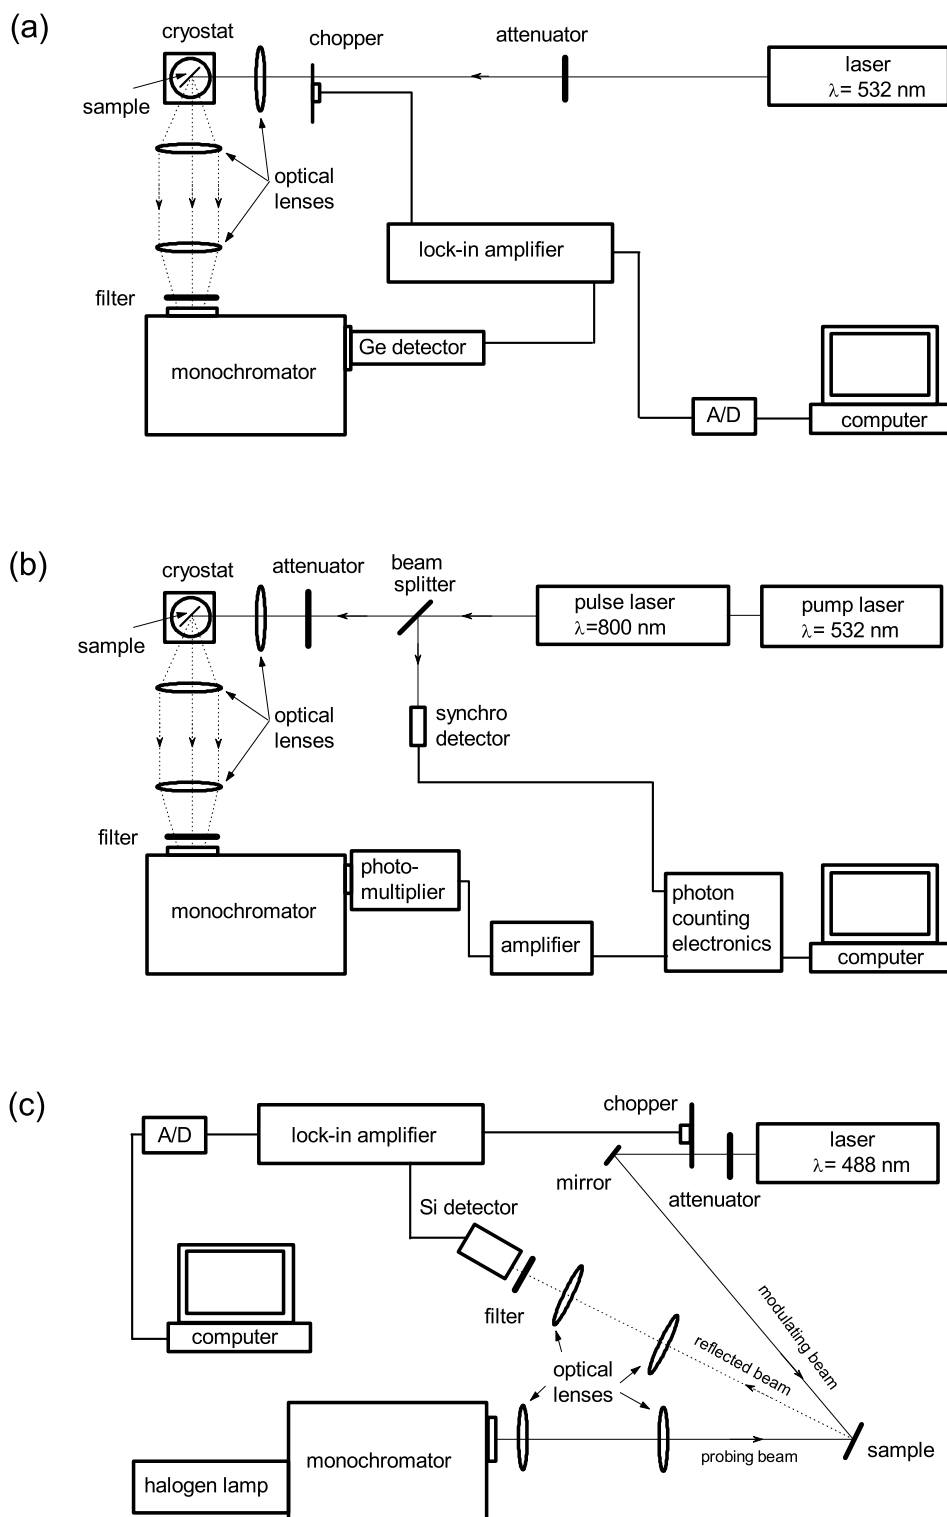 (a)
cryostat
chopper
attenuator
laser
λ= 532 nm
sample
optical
lenses
lock-in amplifier
filter
Ge detector
monochromator
A/D
computer
(b)
cryostat
attenuator
beam
splitter
pulse laser
λ=800 nm
pump laser
λ= 532 nm
sample
optical
lenses
synchro
detector
filter
photo-
multiplier
monochromator
amplifier
photon
counting
electronics
computer
(c)
chopper
A/D
lock-in amplifier
laser
λ= 488 nm
mirror
attenuator
Si detector
filter
computer
modulating beam
reflected beam
optical
lenses
probing beam
sample
monochromator
halogen lamp